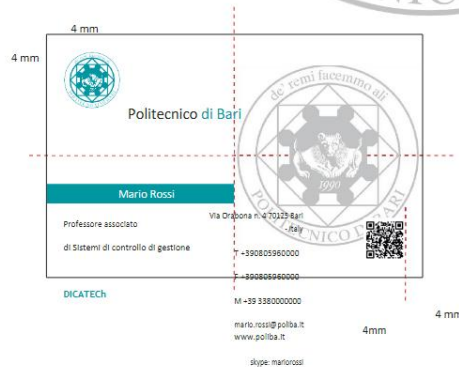 4 mm
4 mm
de' remi facemmo ali
Politecnico di Bari
1990
POLITECNICO DI BARI
Mario Rossi
Via Orabona n. 4 70125 Bari
- Italy
Professore associato
di Sistemi di controllo di gestione
T +390805960000
F +390805960000
DICATECh
M +39 3380000000
4 mm
mario.rossi@poliba.it
4mm
www.poliba.it
skype: mariorossi